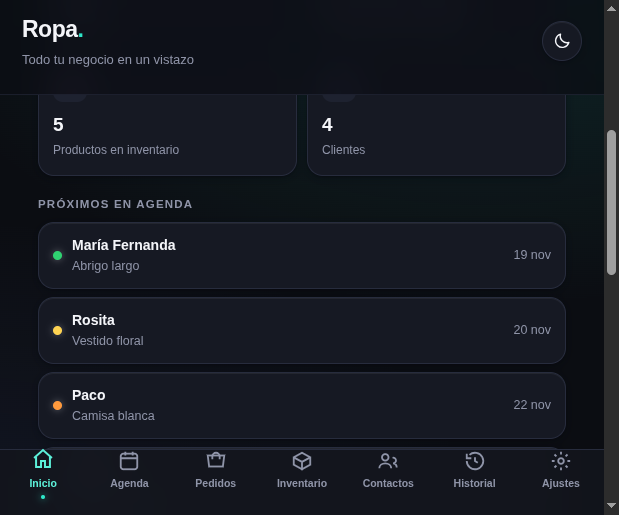 Ropa.
Todo tu negocio en un vistazo
5
Productos en inventario
4
Clientes
PRÓXIMOS EN AGENDA
María Fernanda
Abrigo largo
19 nov
Rosita
Vestido floral
20 nov
Paco
Camisa blanca
22 nov
Inicio
Agenda
Pedidos
Inventario
Contactos
Historial
Ajustes